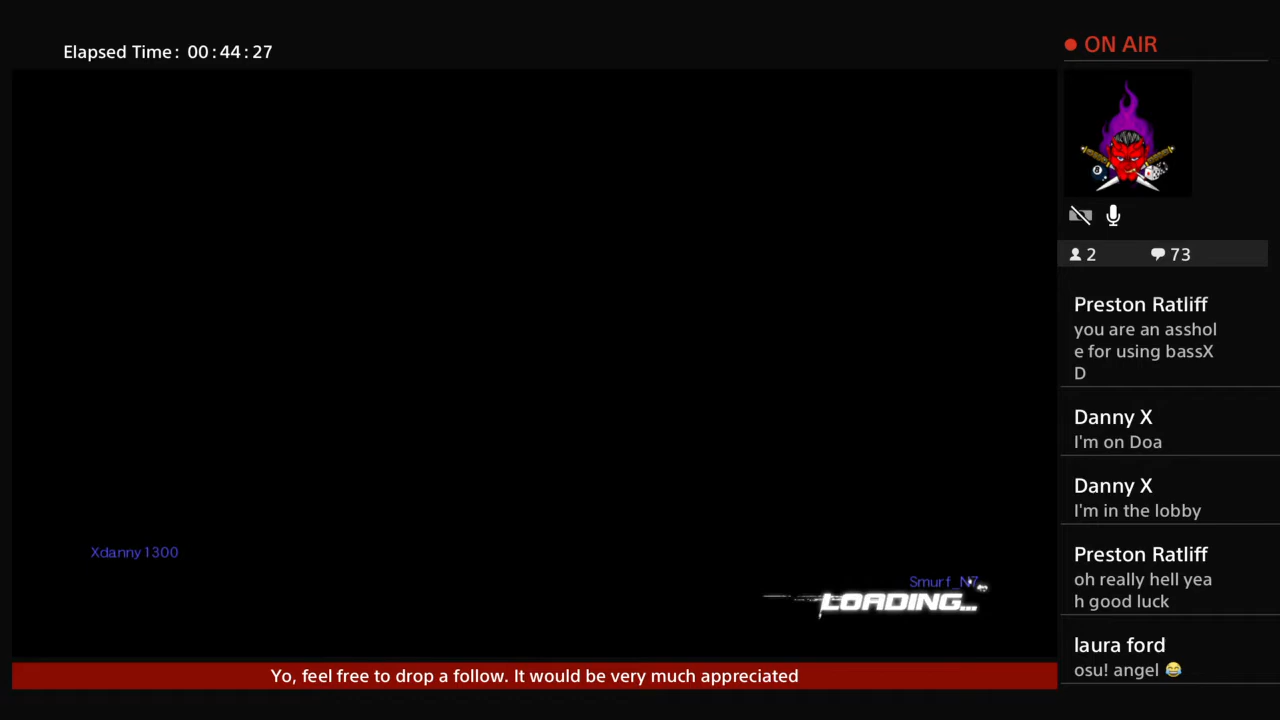 Elapsed Time: 00:44:27
ON AIR
2 73
Preston Ratliff
you are an asshol
e for using bassX
D
Danny X
I'm on Doa
Danny X
I'm in the lobby
Preston Ratliff
oh really hell yea
h good luck
laura ford
osu! angel 😂
Xdanny1300
Smurf_N7
LOADING...
Yo, feel free to drop a follow. It would be very much appreciated